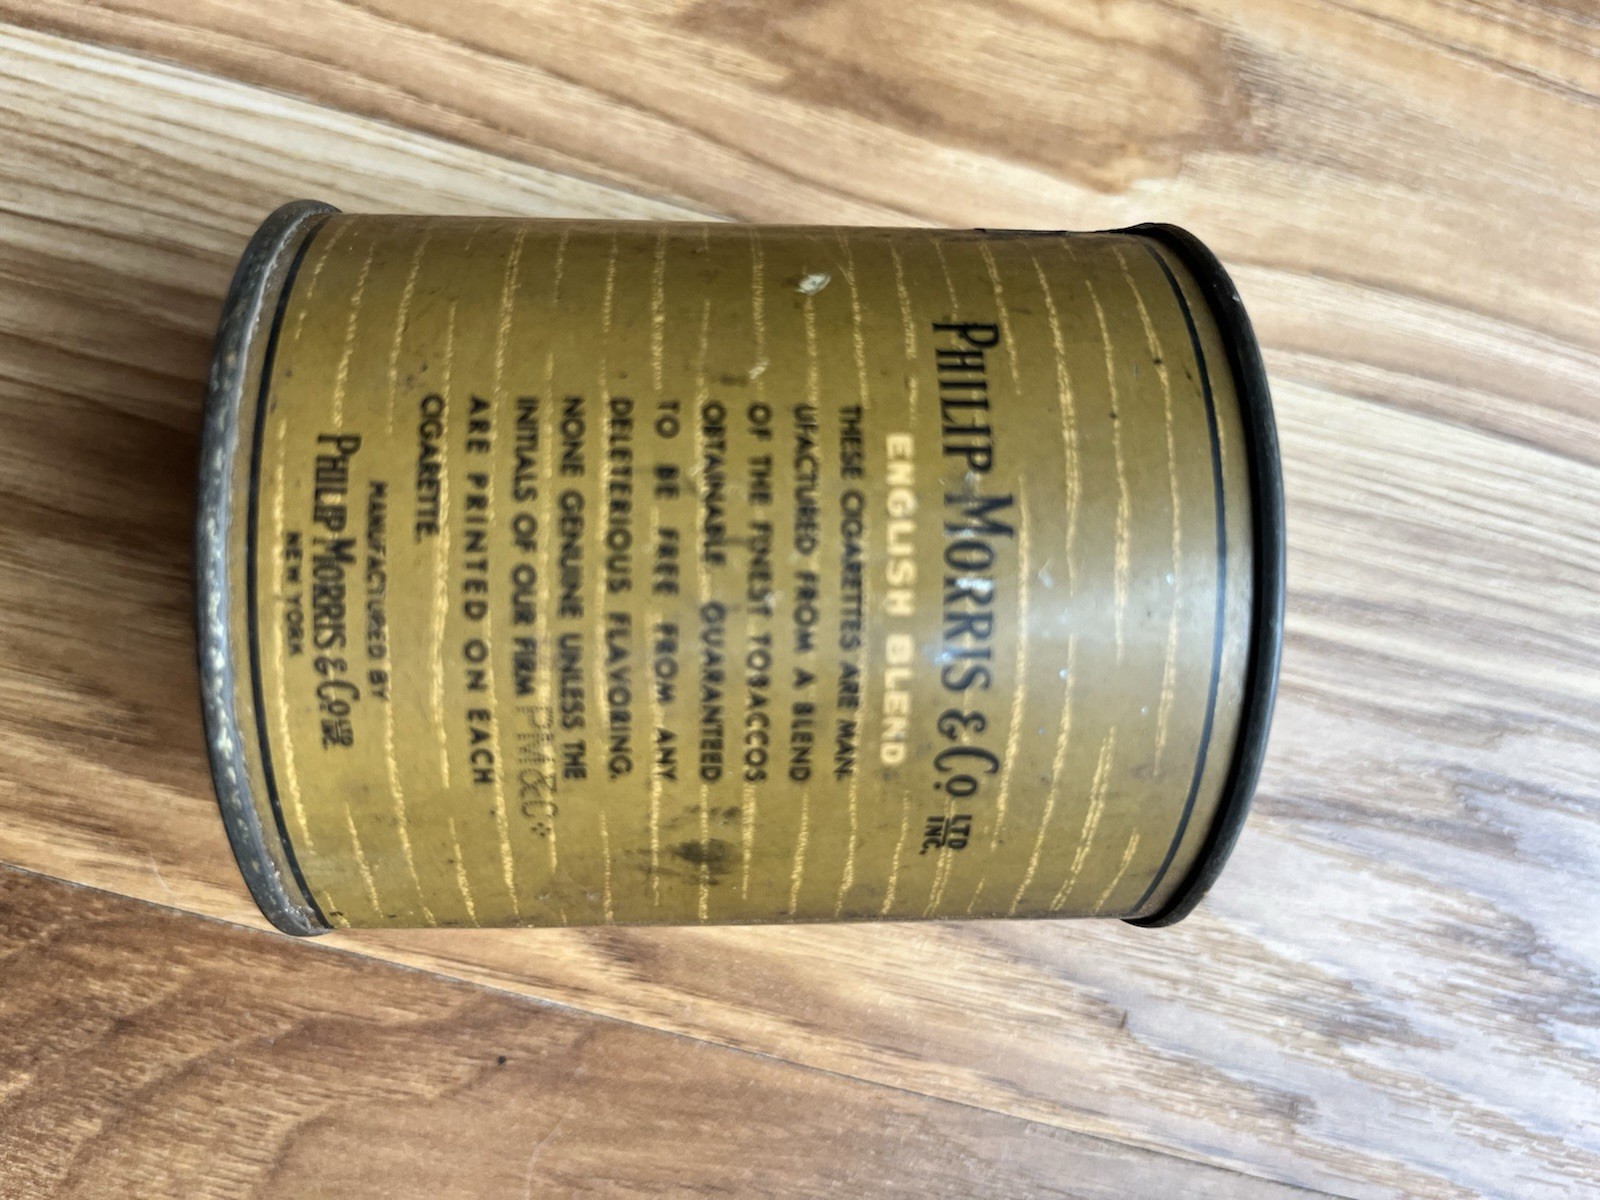 PHILIP MORRIS & CO LTD. INC.,
ENGLISH BLEND
THESE CIGARETTES ARE MAN-
UFACTURED FROM A BLEND
OF THE FINEST TOBACCOS
OBTAINABLE GUARANTEED
TO BE FREE FROM ANY
DELETERIOUS FLAVORING.
NONE GENUINE UNLESS THE
INITIALS OF OUR FIRM PM&Co
ARE PRINTED ON EACH
CIGARETTE.
MANUFACTURED BY
PHILIP MORRIS & CO LTD. INC.
NEW YORK